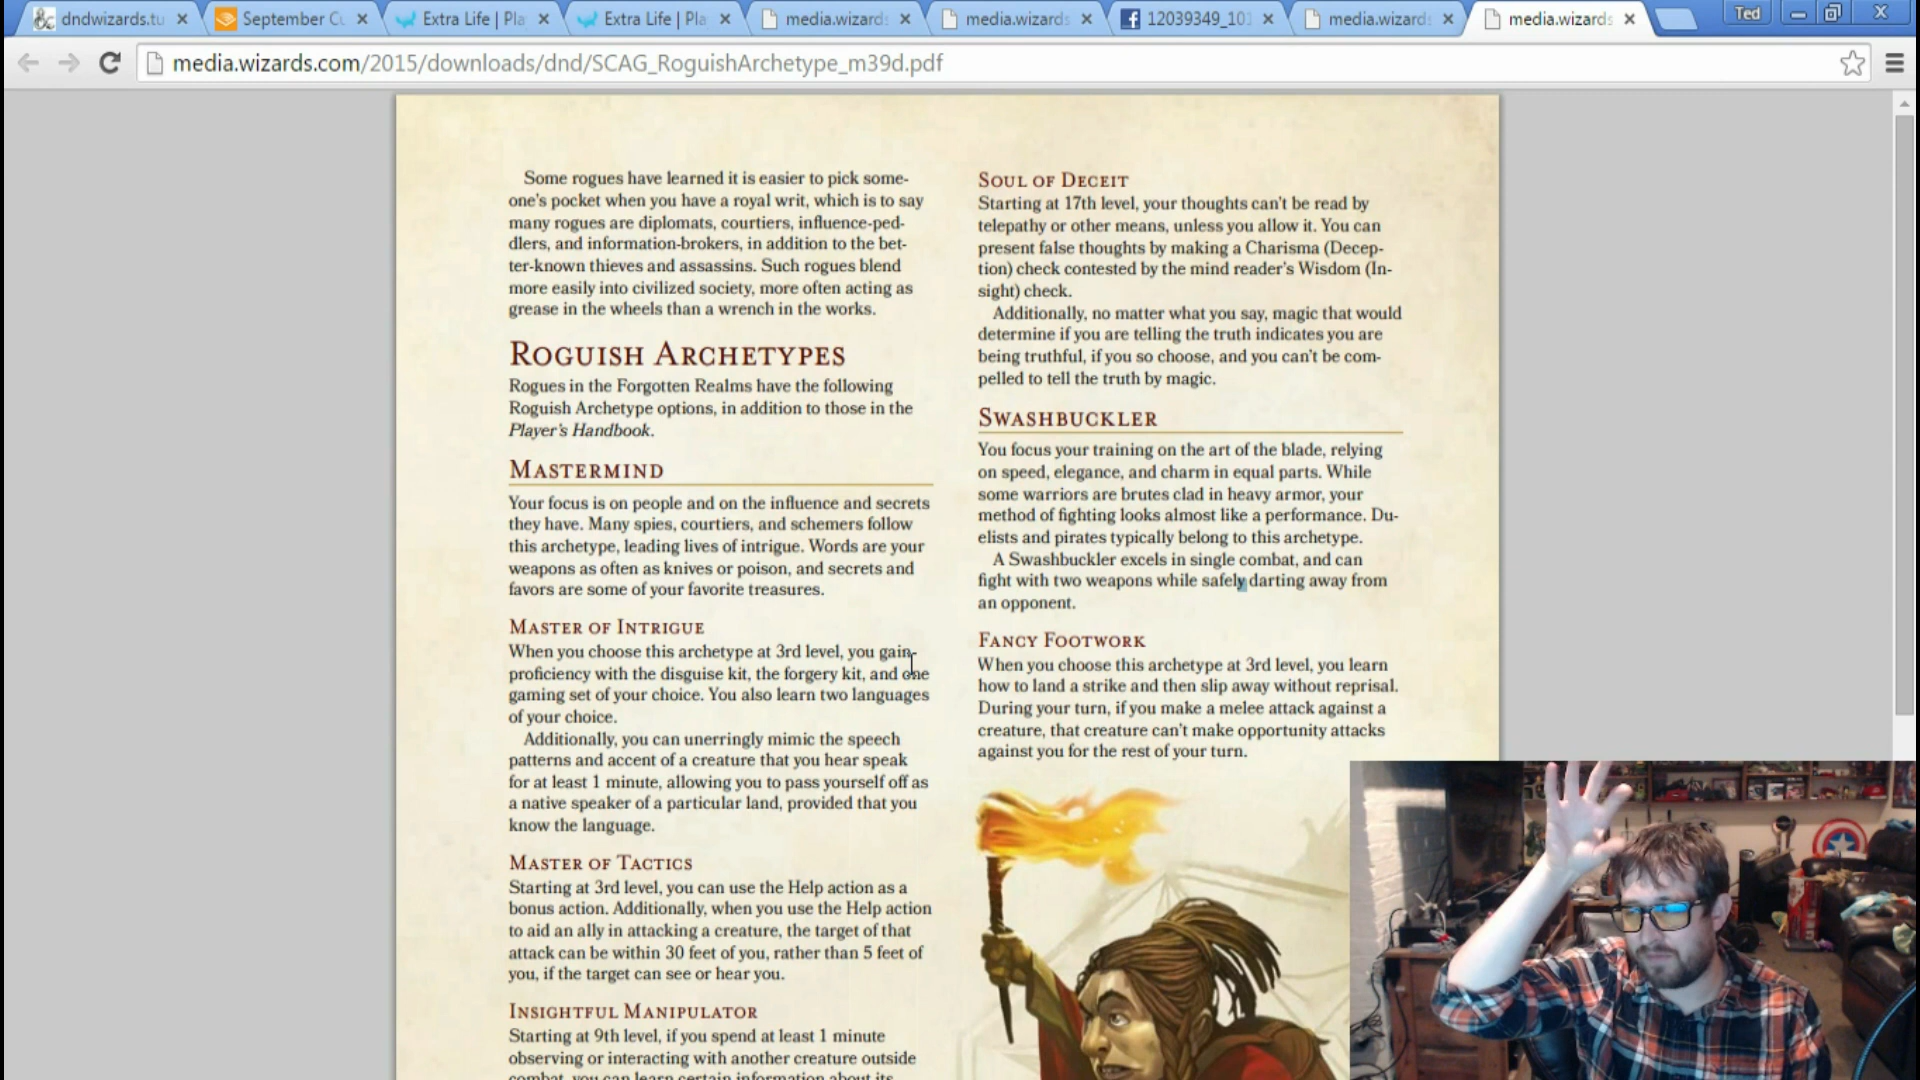 dndwizards.tu
September Cu
Extra Life | Pla
Extra Life | Pla
media.wizards
media.wizards
12039349_10
media.wizards
media.wizards
Ted
media.wizards.com/2015/downloads/dnd/SCAG_RoguishArchetype_m39d.pdf
Some rogues have learned it is easier to pick some-
one's pocket when you have a royal writ, which is to say
many rogues are diplomats, courtiers, influence-ped-
dlers, and information-brokers, in addition to the bet-
ter-known thieves and assassins. Such rogues blend
more easily into civilized society, more often acting as
grease in the wheels than a wrench in the works.
ROGUISH ARCHETYPES
Rogues in the Forgotten Realms have the following
Roguish Archetype options, in addition to those in the
Player's Handbook.
MASTERMIND
Your focus is on people and on the influence and secrets
they have. Many spies, courtiers, and schemers follow
this archetype, leading lives of intrigue. Words are your
weapons as often as knives or poison, and secrets and
favors are some of your favorite treasures.
MASTER OF INTRIGUE
When you choose this archetype at 3rd level, you gain
proficiency with the disguise kit, the forgery kit, and one
gaming set of your choice. You also learn two languages
of your choice.
Additionally, you can unerringly mimic the speech
patterns and accent of a creature that you hear speak
for at least 1 minute, allowing you to pass yourself off as
a native speaker of a particular land, provided that you
know the language.
MASTER OF TACTICS
Starting at 3rd level, you can use the Help action as a
bonus action. Additionally, when you use the Help action
to aid an ally in attacking a creature, the target of that
attack can be within 30 feet of you, rather than 5 feet of
you, if the target can see or hear you.
INSIGHTFUL MANIPULATOR
Starting at 9th level, if you spend at least 1 minute
observing or interacting with another creature outside
combat, you can learn certain information about its
SOUL OF DECEIT
Starting at 17th level, your thoughts can't be read by
telepathy or other means, unless you allow it. You can
present false thoughts by making a Charisma (Decep-
tion) check contested by the mind reader's Wisdom (In-
sight) check.
Additionally, no matter what you say, magic that would
determine if you are telling the truth indicates you are
being truthful, if you so choose, and you can't be com-
pelled to tell the truth by magic.
SWASHBUCKLER
You focus your training on the art of the blade, relying
on speed, elegance, and charm in equal parts. While
some warriors are brutes clad in heavy armor, your
method of fighting looks almost like a performance. Du-
elists and pirates typically belong to this archetype.
A Swashbuckler excels in single combat, and can
fight with two weapons while safely darting away from
an opponent.
FANCY FOOTWORK
When you choose this archetype at 3rd level, you learn
how to land a strike and then slip away without reprisal.
During your turn, if you make a melee attack against a
creature, that creature can't make opportunity attacks
against you for the rest of your turn.